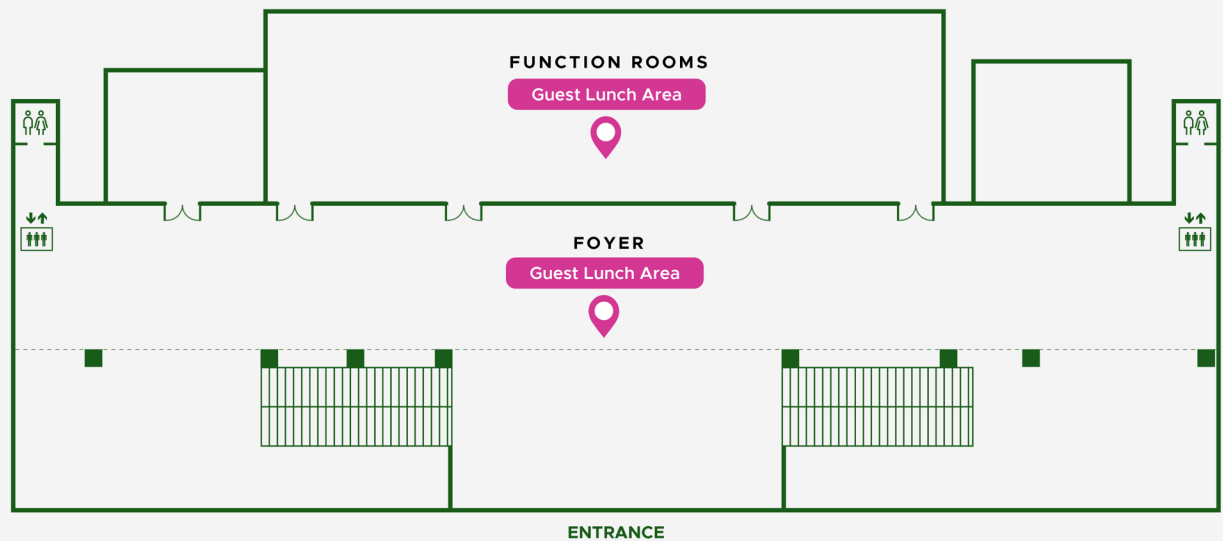 FUNCTION ROOMS
Guest Lunch Area
FOYER
Guest Lunch Area
ENTRANCE